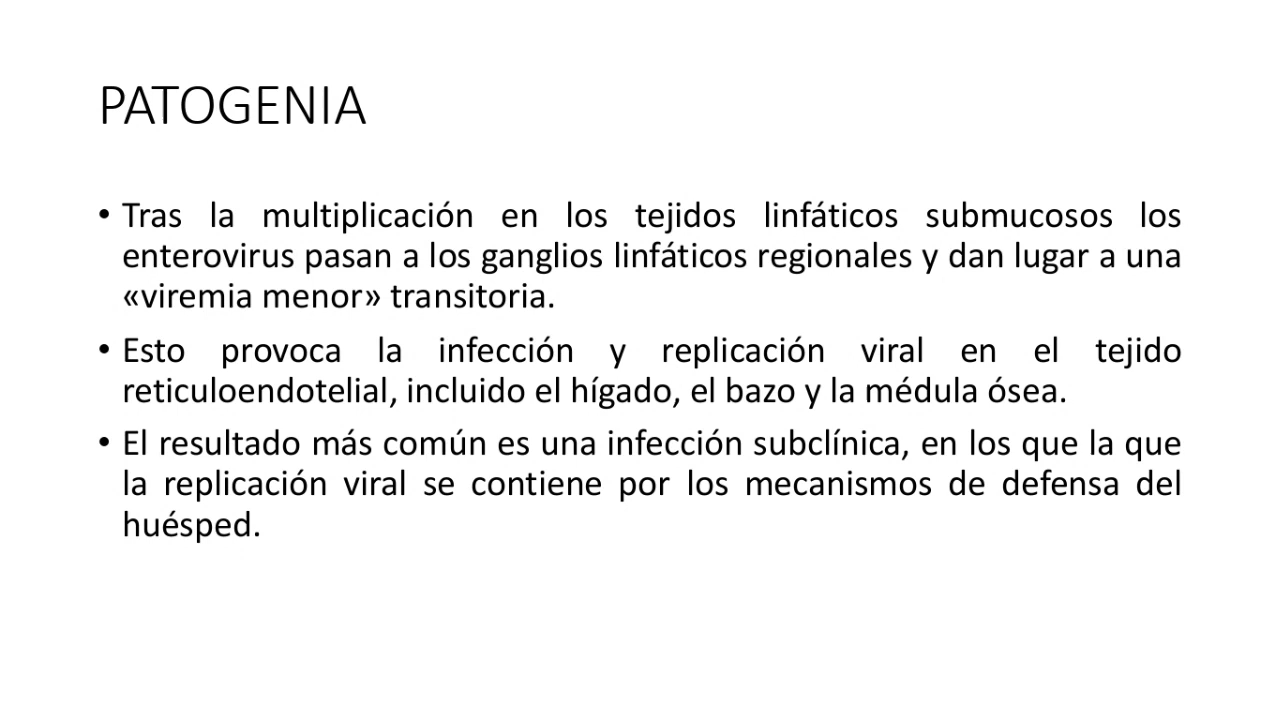 PATOGENIA
• Tras la multiplicación en los tejidos linfáticos submucosos los
enterovirus pasan a los ganglios linfáticos regionales y dan lugar a una
«viremia menor» transitoria.
• Esto provoca la infección y replicación viral en el tejido
reticuloendotelial, incluido el hígado, el bazo y la médula ósea.
• El resultado más común es una infección subclínica, en los que la que
la replicación viral se contiene por los mecanismos de defensa del
huésped.